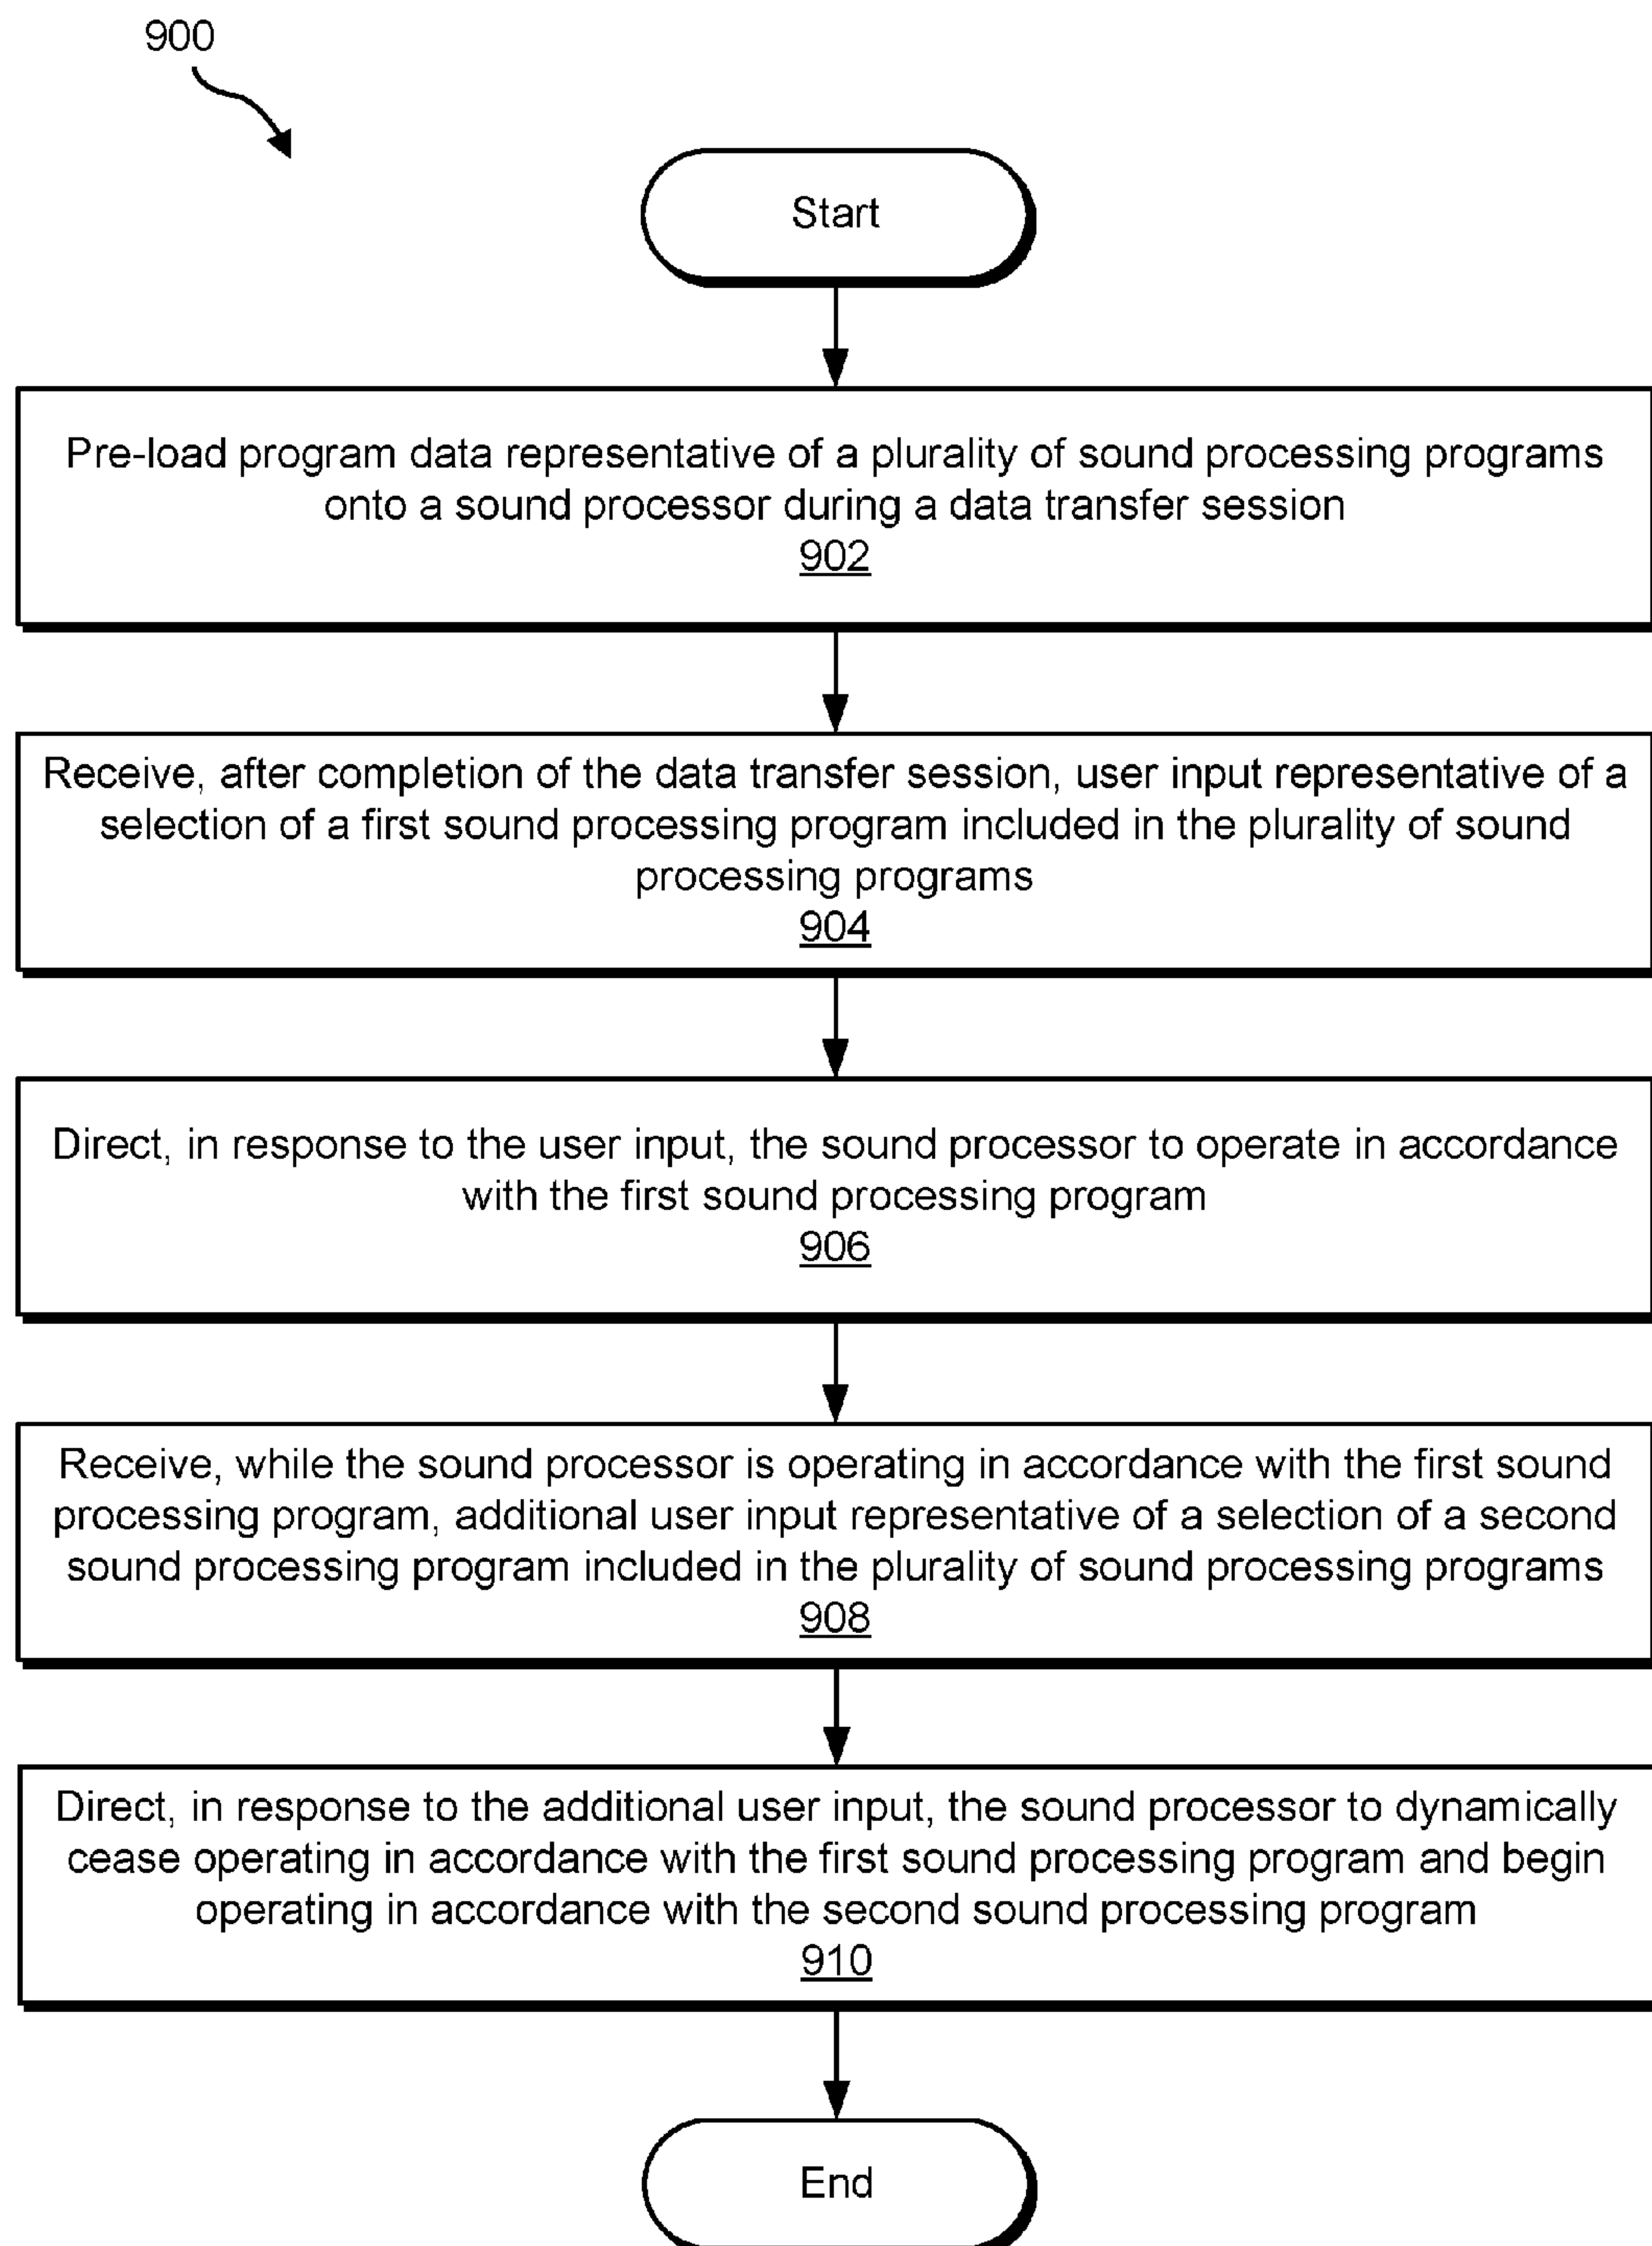 900
Start
Pre-load program data representative of a plurality of sound processing programs
onto a sound processor during a data transfer session
902
Receive, after completion of the data transfer session, user input representative of a
selection of a first sound processing program included in the plurality of sound
processing programs
904
Direct, in response to the user input, the sound processor to operate in accordance
with the first sound processing program
906
Receive, while the sound processor is operating in accordance with the first sound
processing program, additional user input representative of a selection of a second
sound processing program included in the plurality of sound processing programs
908
Direct, in response to the additional user input, the sound processor to dynamically
cease operating in accordance with the first sound processing program and begin
operating in accordance with the second sound processing program
910
End